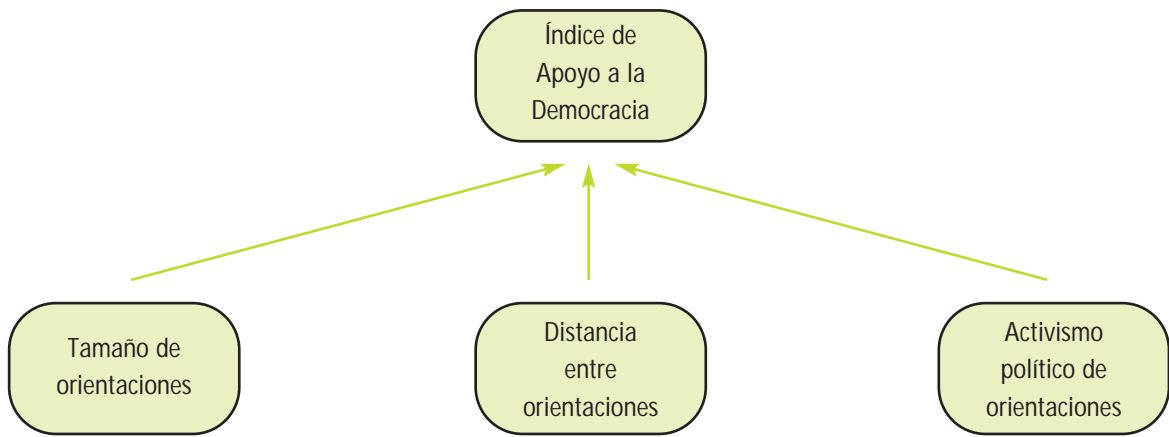 Índice de
Apoyo a la
Democracia
Tamaño de
orientaciones
Distancia
entre
orientaciones
Activismo
político de
orientaciones